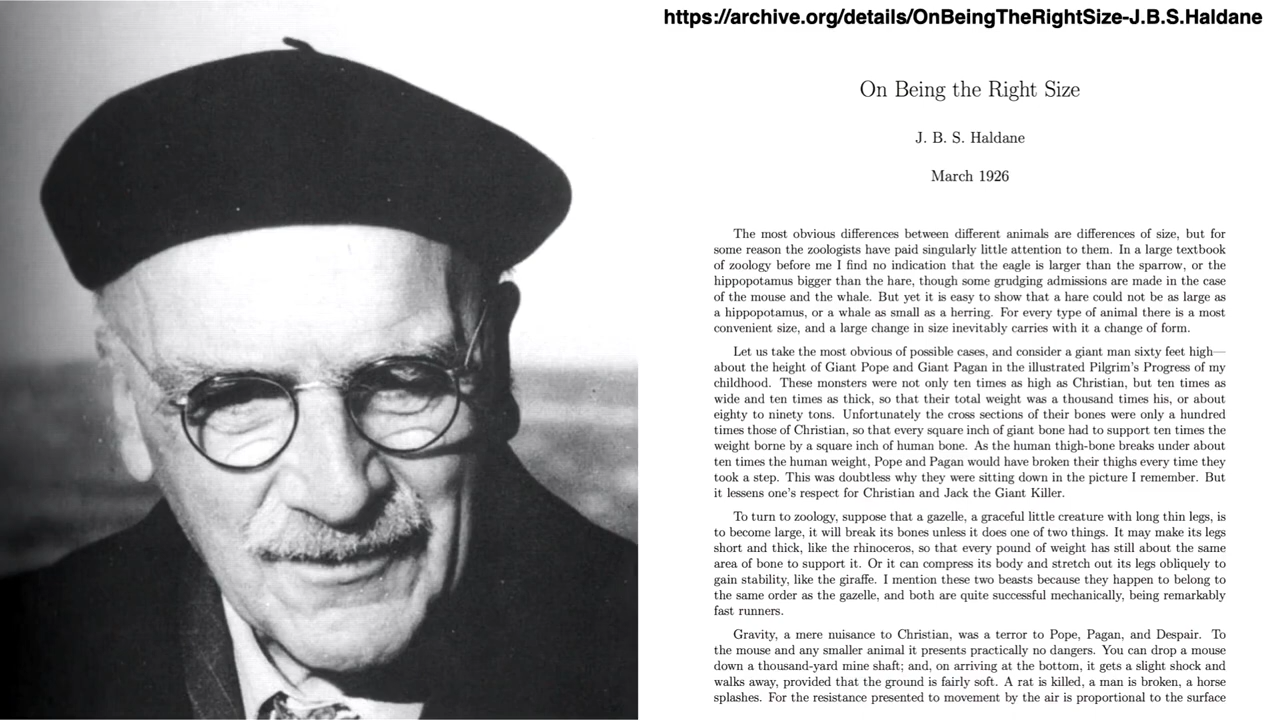 https://archive.org/details/OnBeingTheRightSize-J.B.S.Haldane
On Being the Right Size
J. B. S. Haldane
March 1926
The most obvious differences between different animals are differences of size, but for
some reason the zoologists have paid singularly little attention to them. In a large textbook
of zoology before me I find no indication that the eagle is larger than the sparrow, or the
hippopotamus bigger than the hare, though some grudging admissions are made in the case
of the mouse and the whale. But yet it is easy to show that a hare could not be as large as
a hippopotamus, or a whale as small as a herring. For every type of animal there is a most
convenient size, and a large change in size inevitably carries with it a change of form.
Let us take the most obvious of possible cases, and consider a giant man sixty feet high—
about the height of Giant Pope and Giant Pagan in the illustrated Pilgrim's Progress of my
childhood. These monsters were not only ten times as high as Christian, but ten times as
wide and ten times as thick, so that their total weight was a thousand times his, or about
eighty to ninety tons. Unfortunately the cross sections of their bones were only a hundred
times those of Christian, so that every square inch of giant bone had to support ten times the
weight borne by a square inch of human bone. As the human thigh-bone breaks under about
ten times the human weight, Pope and Pagan would have broken their thighs every time they
took a step. This was doubtless why they were sitting down in the picture I remember. But
it lessens one's respect for Christian and Jack the Giant Killer.
To turn to zoology, suppose that a gazelle, a graceful little creature with long thin legs, is
to become large, it will break its bones unless it does one of two things. It may make its legs
short and thick, like the rhinoceros, so that every pound of weight has still about the same
area of bone to support it. Or it can compress its body and stretch out its legs obliquely to
gain stability, like the giraffe. I mention these two beasts because they happen to belong to
the same order as the gazelle, and both are quite successful mechanically, being remarkably
fast runners.
Gravity, a mere nuisance to Christian, was a terror to Pope, Pagan, and Despair. To
the mouse and any smaller animal it presents practically no dangers. You can drop a mouse
down a thousand-yard mine shaft; and, on arriving at the bottom, it gets a slight shock and
walks away, provided that the ground is fairly soft. A rat is killed, a man is broken, a horse
splashes. For the resistance presented to movement by the air is proportional to the surface